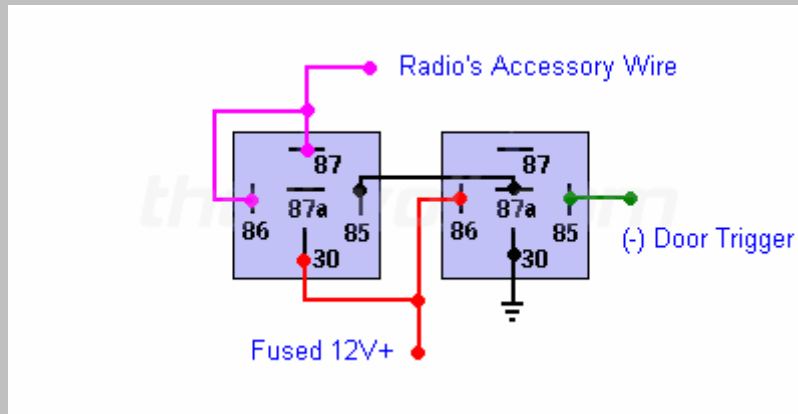 Radio's Accessory Wire
87 87
87a 87a
86 85 86 85
30 30
(-) Door Trigger
Fused 12V+